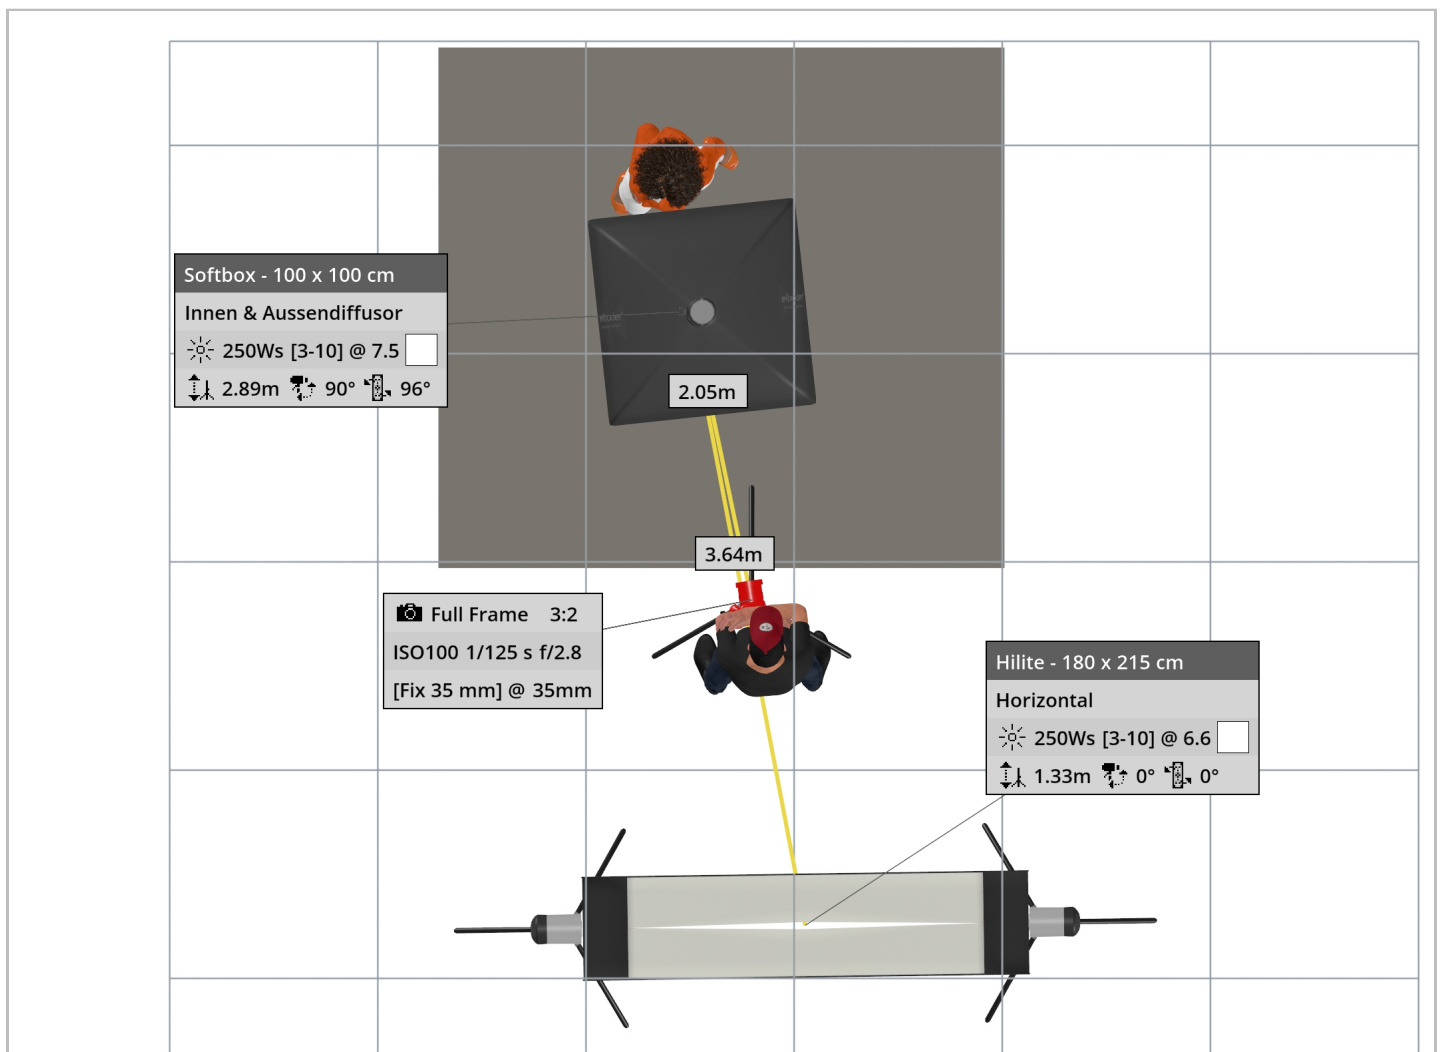 Softbox - 100 x 100 cm
Innen & Aussendiffusor
250Ws [3-10] @ 7.5
2.89m 90° 96°
2.05m
3.64m
Full Frame 3:2
ISO100 1/125 s f/2.8
[Fix 35 mm] @ 35mm
Hilite - 180 x 215 cm
Horizontal
250Ws [3-10] @ 6.6
1.33m 0° 0°